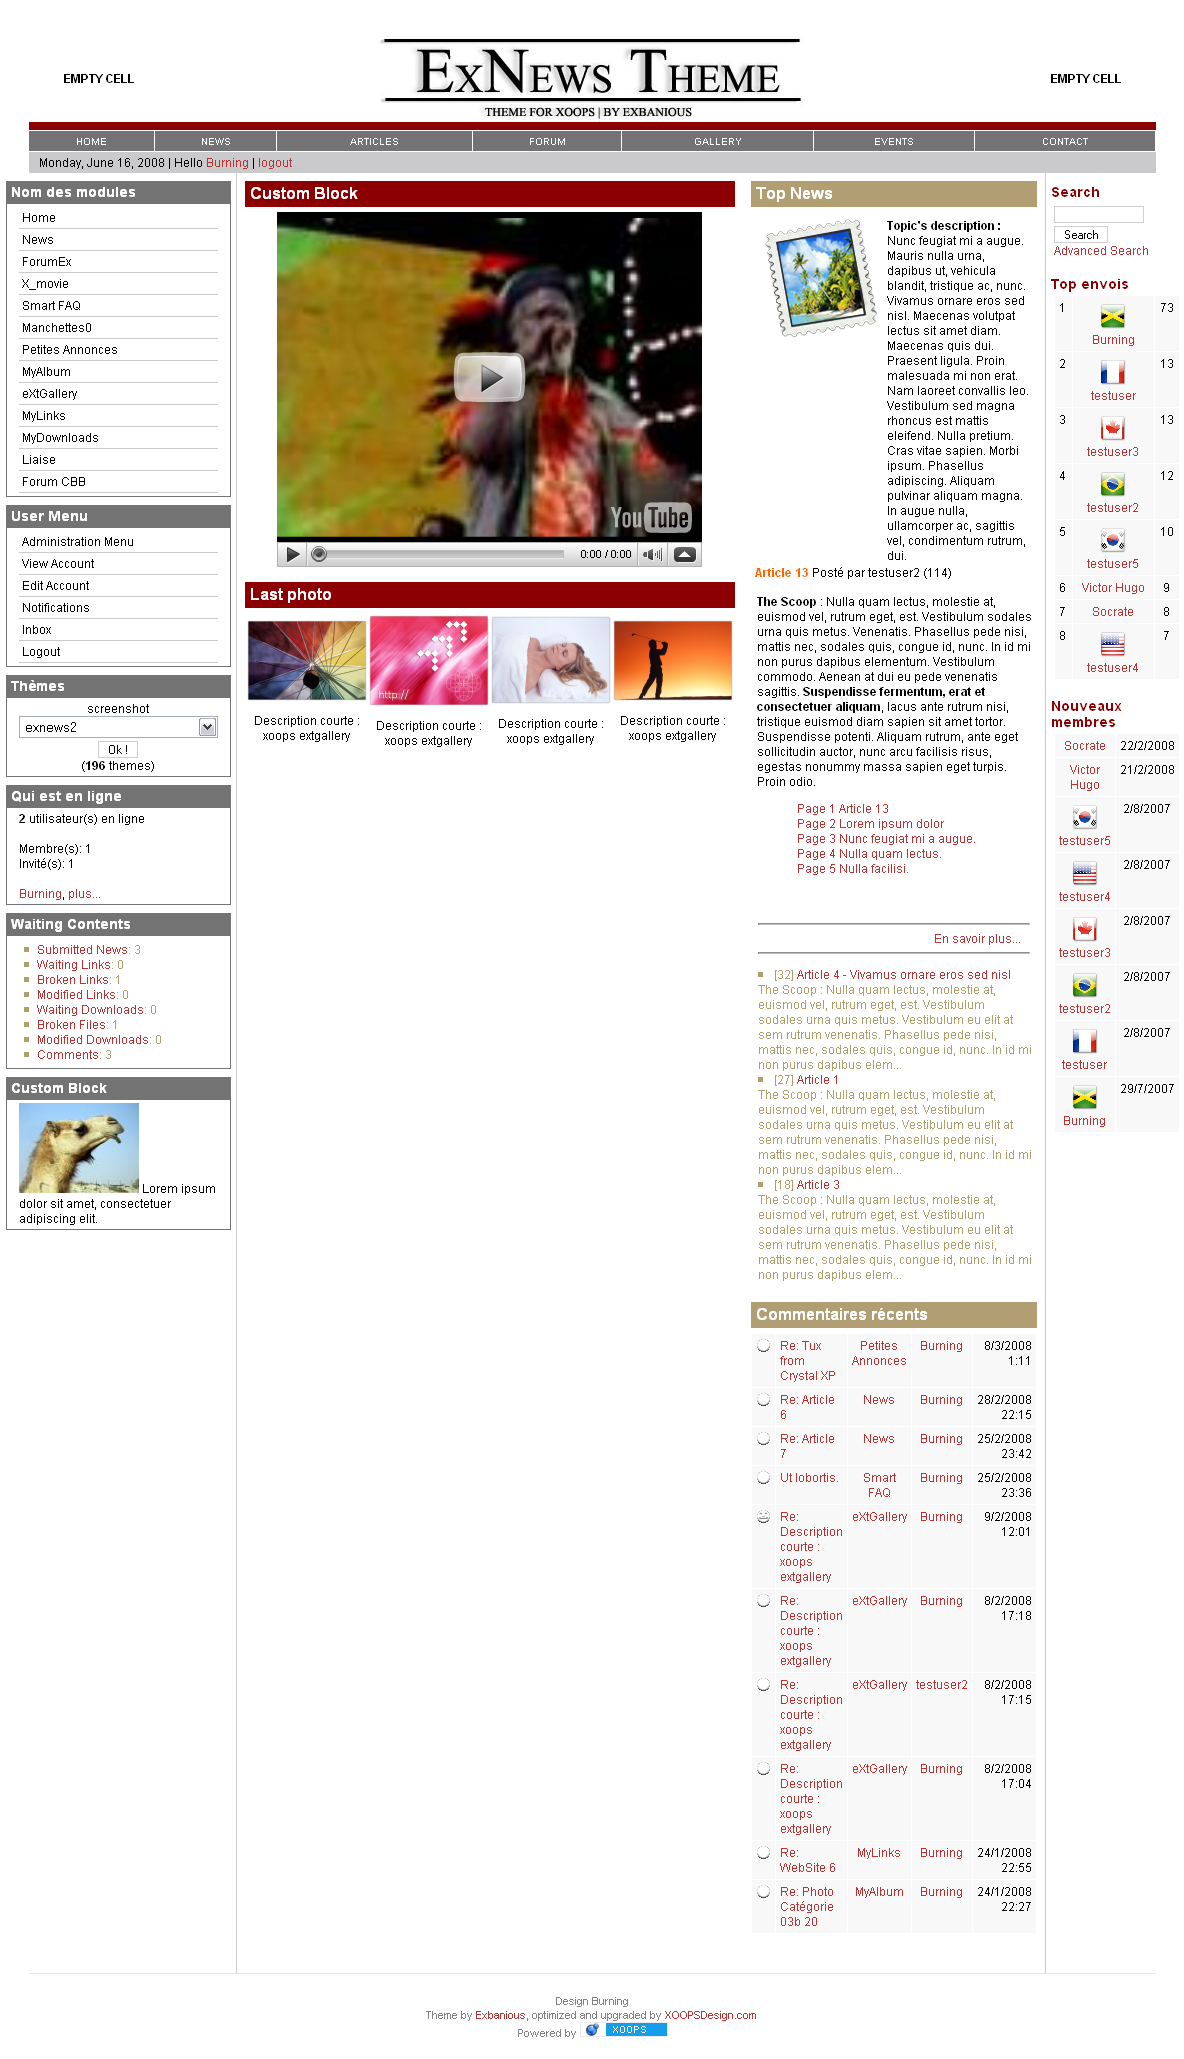 EMPTY CELL
EXNEWS THEME
THEME FOR XOOPS | BY EXBANIOUS
EMPTY CELL
HOME NEWS ARTICLES FORUM GALLERY EVENTS CONTACT
Monday, June 16, 2008 | Hello Burning | logout
Nom des modules
Home
News
ForumEx
X_movie
Smart FAQ
Manchettes0
Petites Annonces
MyAlbum
eXtGallery
MyLinks
MyDownloads
Liaise
Forum CBB
User Menu
Administration Menu
View Account
Edit Account
Notifications
Inbox
Logout
Thèmes
screenshot
exnews2
Ok !
(196 themes)
Qui est en ligne
2 utilisateur(s) en ligne
Membre(s): 1
Invité(s): 1
Burning, plus...
Waiting Contents
Submitted News: 3
Waiting Links: 0
Broken Links: 1
Modified Links: 0
Waiting Downloads: 0
Broken Files: 1
Modified Downloads: 0
Comments: 3
Custom Block
Lorem ipsum
dolor sit amet, consectetuer
adipiscing elit.
Custom Block
YouTube
0:00 / 0:00
Last photo
http://
Description courte :
xoops extgallery
Description courte :
xoops extgallery
Description courte :
xoops extgallery
Description courte :
xoops extgallery
Top News
Topic's description :
Nunc feugiat mi a augue.
Mauris nulla urna,
dapibus ut, vehicula
blandit, tristique ac, nunc.
Vivamus ornare eros sed
nisl. Maecenas volutpat
lectus sit amet diam.
Maecenas quis dui.
Praesent ligula. Proin
malesuada mi non erat.
Nam laoreet convallis leo.
Vestibulum sed magna
rhoncus est mattis
eleifend. Nulla pretium.
Cras vitae sapien. Morbi
ipsum. Phasellus
adipiscing. Aliquam
pulvinar aliquam magna.
In augue nulla,
ullamcorper ac, sagittis
vel, condimentum rutrum,
dui.
Article 13 Posté par testuser2 (114)
The Scoop : Nulla quam lectus, molestie at,
euismod vel, rutrum eget, est. Vestibulum sodales
urna quis metus. Venenatis. Phasellus pede nisi,
mattis nec, sodales quis, congue id, nunc. In id mi
non purus dapibus elementum. Vestibulum
commodo. Aenean at dui eu pede venenatis
sagittis. Suspendisse fermentum, erat et
consectetuer aliquam, lacus ante rutrum nisi,
tristique euismod diam sapien sit amet tortor.
Suspendisse potenti. Aliquam rutrum, ante eget
sollicitudin auctor, nunc arcu facilisis risus,
egestas nonummy massa sapien eget turpis.
Proin odio.
Page 1 Article 13
Page 2 Lorem ipsum dolor
Page 3 Nunc feugiat mi a augue.
Page 4 Nulla quam lectus.
Page 5 Nulla facilisi.
En savoir plus...
[32] Article 4 - Vivamus ornare eros sed nisl
The Scoop : Nulla quam lectus, molestie at,
euismod vel, rutrum eget, est. Vestibulum
sodales urna quis metus. Vestibulum eu elit at
sem rutrum venenatis. Phasellus pede nisi,
mattis nec, sodales quis, congue id, nunc. In id mi
non purus dapibus elem...
[27] Article 1
The Scoop : Nulla quam lectus, molestie at,
euismod vel, rutrum eget, est. Vestibulum
sodales urna quis metus. Vestibulum eu elit at
sem rutrum venenatis. Phasellus pede nisi,
mattis nec, sodales quis, congue id, nunc. In id mi
non purus dapibus elem...
[18] Article 3
The Scoop : Nulla quam lectus, molestie at,
euismod vel, rutrum eget, est. Vestibulum
sodales urna quis metus. Vestibulum eu elit at
sem rutrum venenatis. Phasellus pede nisi,
mattis nec, sodales quis, congue id, nunc. In id mi
non purus dapibus elem...
Commentaires récents
Re: Tux Petites Burning 8/3/2008
from Annonces 1:11
Crystal XP
Re: Article News Burning 28/2/2008
6 22:15
Re: Article News Burning 25/2/2008
7 23:42
Ut lobortis. Smart Burning 25/2/2008
FAQ 23:36
Re: eXtGallery Burning 9/2/2008
Description 12:01
courte :
xoops
extgallery
Re: eXtGallery Burning 8/2/2008
Description 17:18
courte :
xoops
extgallery
Re: eXtGallery testuser2 8/2/2008
Description 17:15
courte :
xoops
extgallery
Re: eXtGallery Burning 8/2/2008
Description 17:04
courte :
xoops
extgallery
Re: MyLinks Burning 24/1/2008
WebSite 6 22:55
Re: Photo MyAlbum Burning 24/1/2008
Catégorie 22:27
03b 20
Search
Search
Advanced Search
Top envois
1 73
Burning
2 13
testuser
3 13
testuser3
4 12
testuser2
5 10
testuser5
6 Victor Hugo 9
7 Socrate 8
8 7
testuser4
Nouveaux
membres
Socrate 22/2/2008
Victor 21/2/2008
Hugo
2/8/2007
testuser5
2/8/2007
testuser4
2/8/2007
testuser3
2/8/2007
testuser2
2/8/2007
testuser
29/7/2007
Burning
Design Burning
Theme by Exbanious, optimized and upgraded by XOOPSDesign.com
Powered by XOOPS